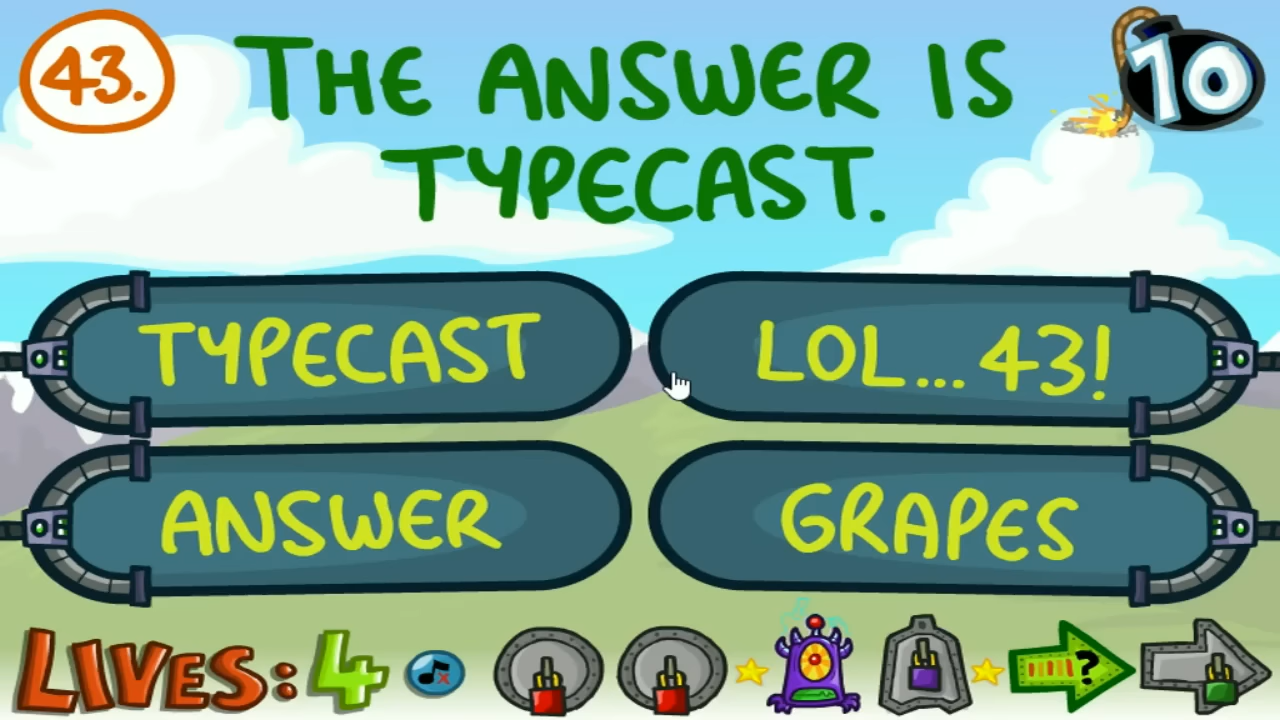 43.
THE ANSWER IS
TYPECAST.
10
TYPECAST
LOL... 43!
ANSWER
GRAPES
LIVES: 4
?